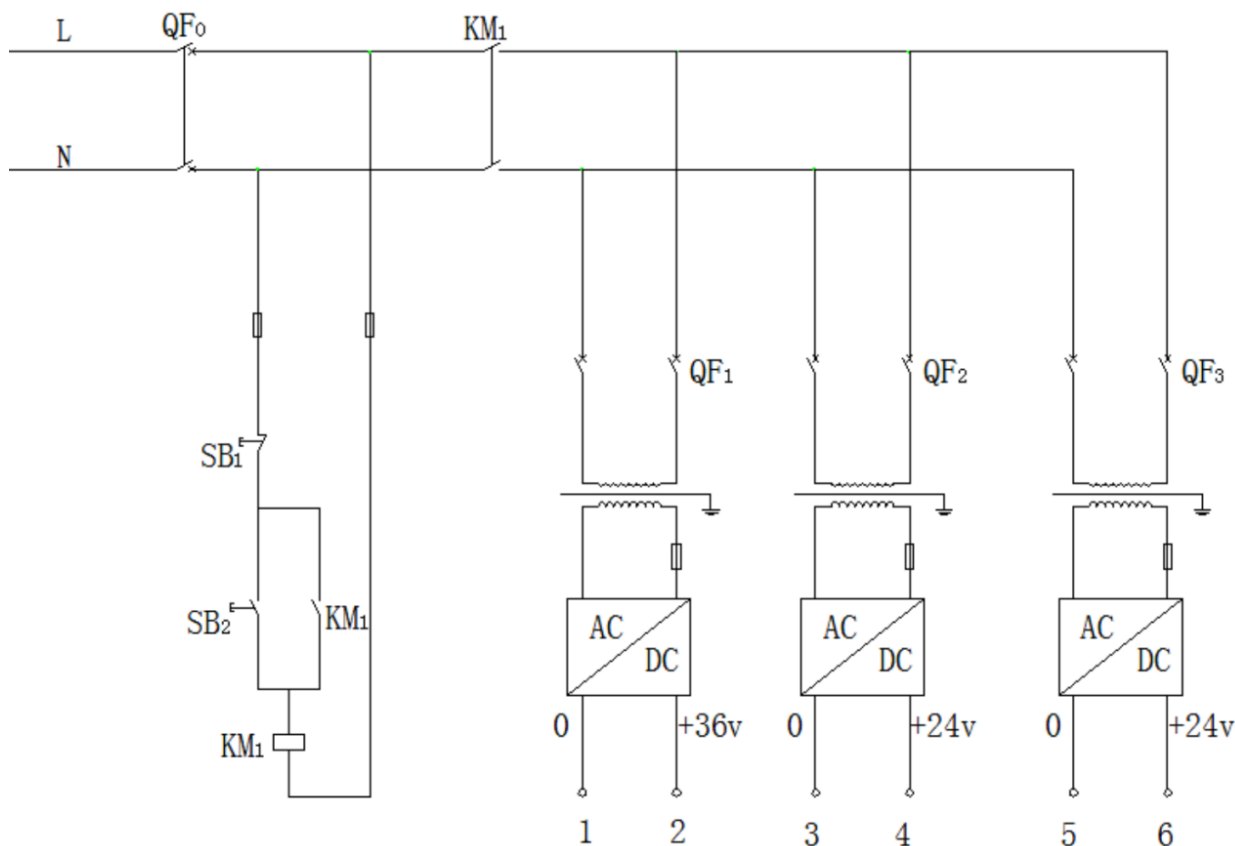 L
QF₀
KM₁
N
QF₁
QF₂
QF₃
SB₁
SB₂
KM₁
AC
DC
AC
DC
AC
DC
KM₁
0
+36v
0
+24v
0
+24v
1
2
3
4
5
6